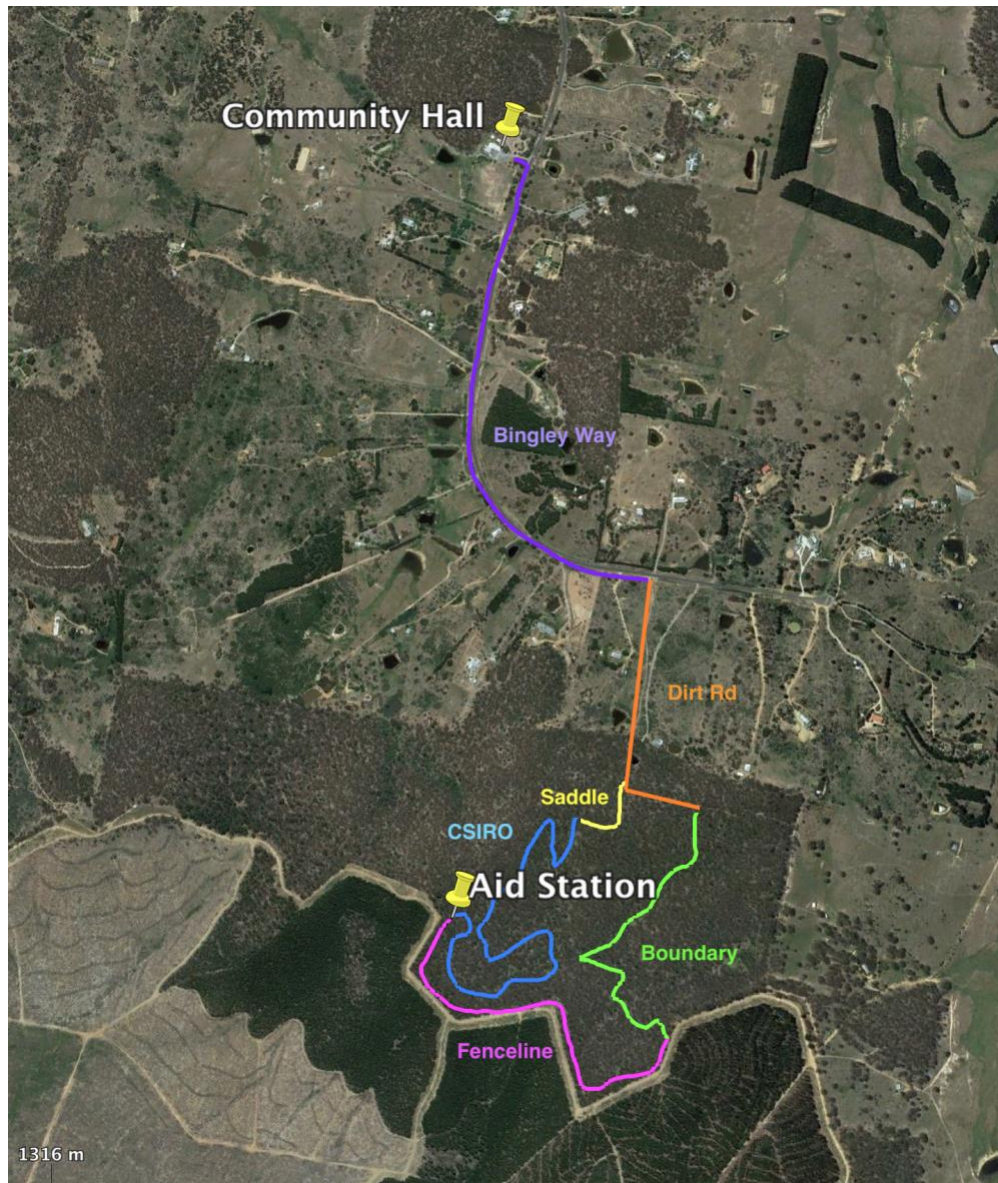 Community Hall
Bingley Way
Dirt Rd
Saddle
CSIRO
Aid Station
Boundary
Fenceline
1316 m